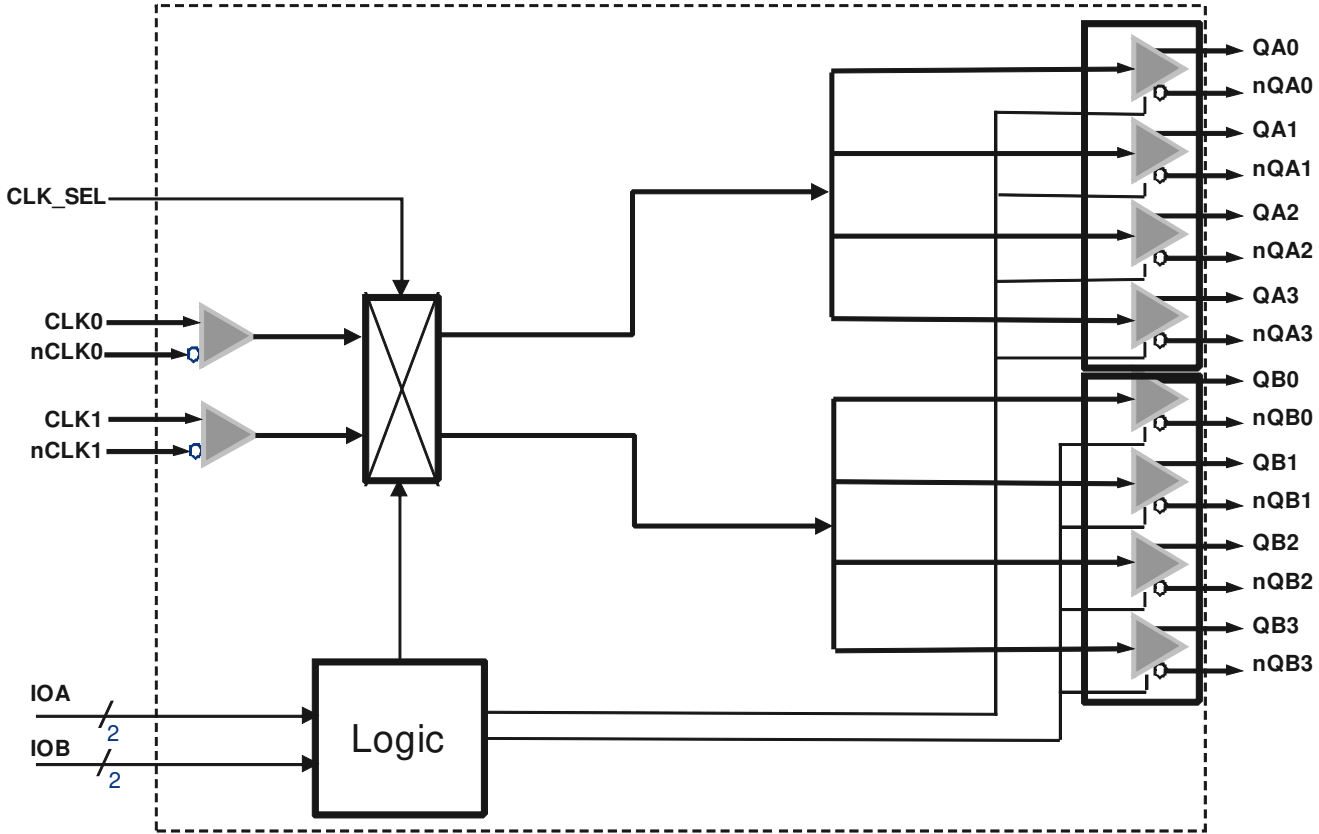 CLK_SEL
CLK0
nCLK0
CLK1
nCLK1
IOA
2
IOB
2
Logic
QA0
nQA0
QA1
nQA1
QA2
nQA2
QA3
nQA3
QB0
nQB0
QB1
nQB1
QB2
nQB2
QB3
nQB3